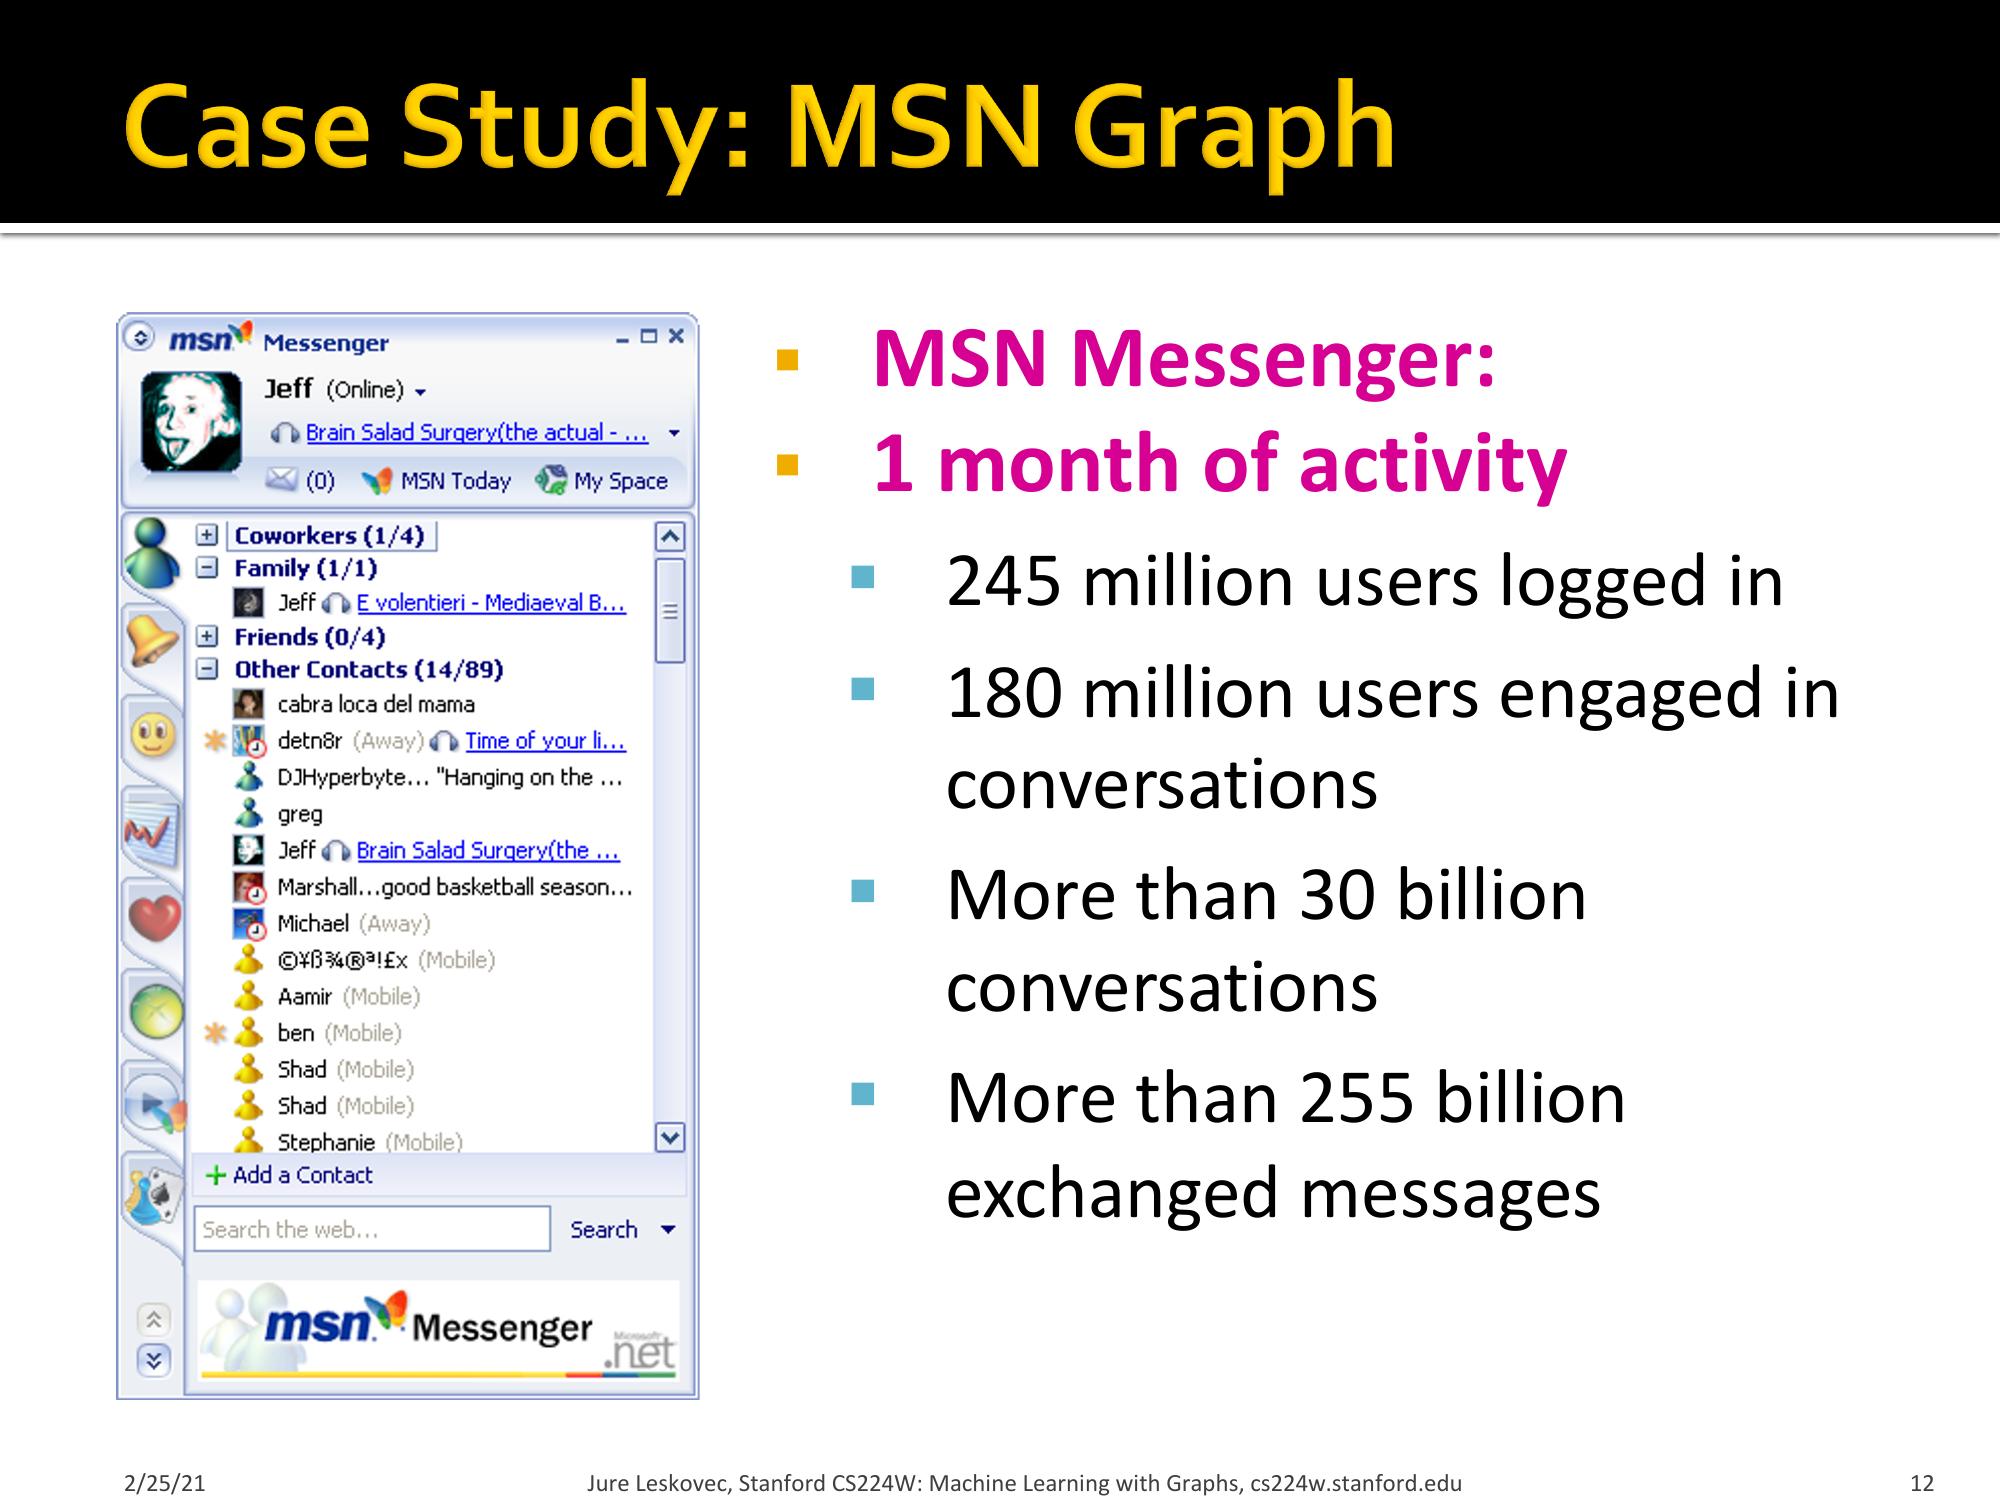 Case Study: MSN Graph
msn Messenger
Jeff (Online)
Brain Salad Surgery(the actual - ...
(0) MSN Today My Space
Coworkers (1/4)
Family (1/1)
Jeff E volentieri - Mediaeval B...
Friends (0/4)
Other Contacts (14/89)
cabra loca del mama
detn8r (Away) Time of your li...
DJHyperbyte... "Hanging on the ...
greg
Jeff Brain Salad Surgery(the ...
Marshall...good basketball season...
Michael (Away)
©¥ß¾®ª!£x (Mobile)
Aamir (Mobile)
ben (Mobile)
Shad (Mobile)
Shad (Mobile)
Stephanie (Mobile)
Add a Contact
Search the web... Search
msn Messenger
Microsoft
.net
MSN Messenger:
1 month of activity
245 million users logged in
180 million users engaged in
conversations
More than 30 billion
conversations
More than 255 billion
exchanged messages
2/25/21 Jure Leskovec, Stanford CS224W: Machine Learning with Graphs, cs224w.stanford.edu 12